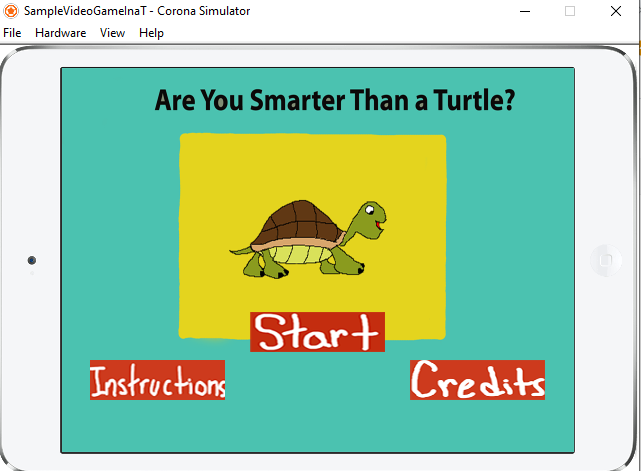 SampleVideoGameInaT - Corona Simulator
File Hardware View Help
Are You Smarter Than a Turtle?
Start
Instructions
Credits